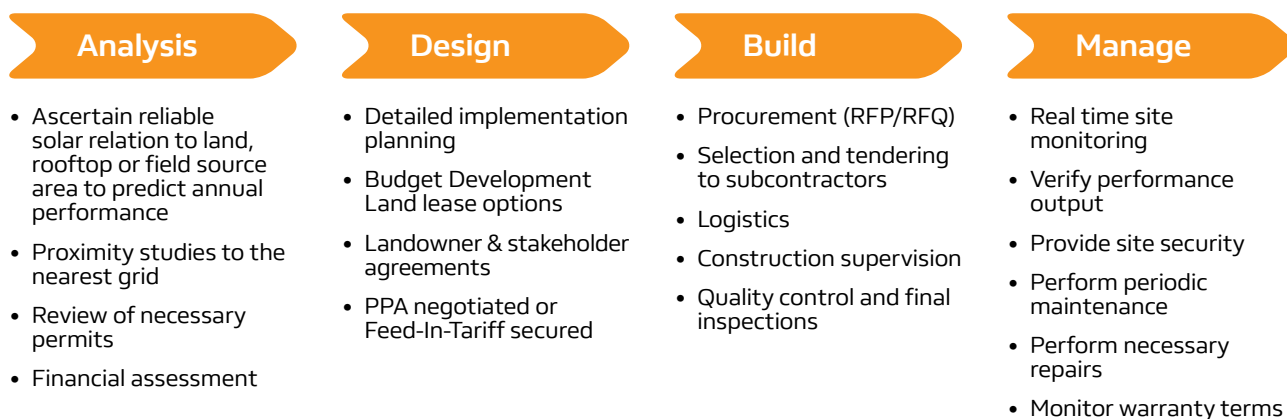 Analysis
• Ascertain reliable
solar relation to land,
rooftop or field source
area to predict annual
performance
• Proximity studies to the
nearest grid
• Review of necessary
permits
• Financial assessment
Design
• Detailed implementation
planning
• Budget Development
Land lease options
• Landowner & stakeholder
agreements
• PPA negotiated or
Feed-In-Tariff secured
Build
• Procurement (RFP/RFQ)
• Selection and tendering
to subcontractors
• Logistics
• Construction supervision
• Quality control and final
inspections
Manage
• Real time site
monitoring
• Verify performance
output
• Provide site security
• Perform periodic
maintenance
• Perform necessary
repairs
• Monitor warranty terms